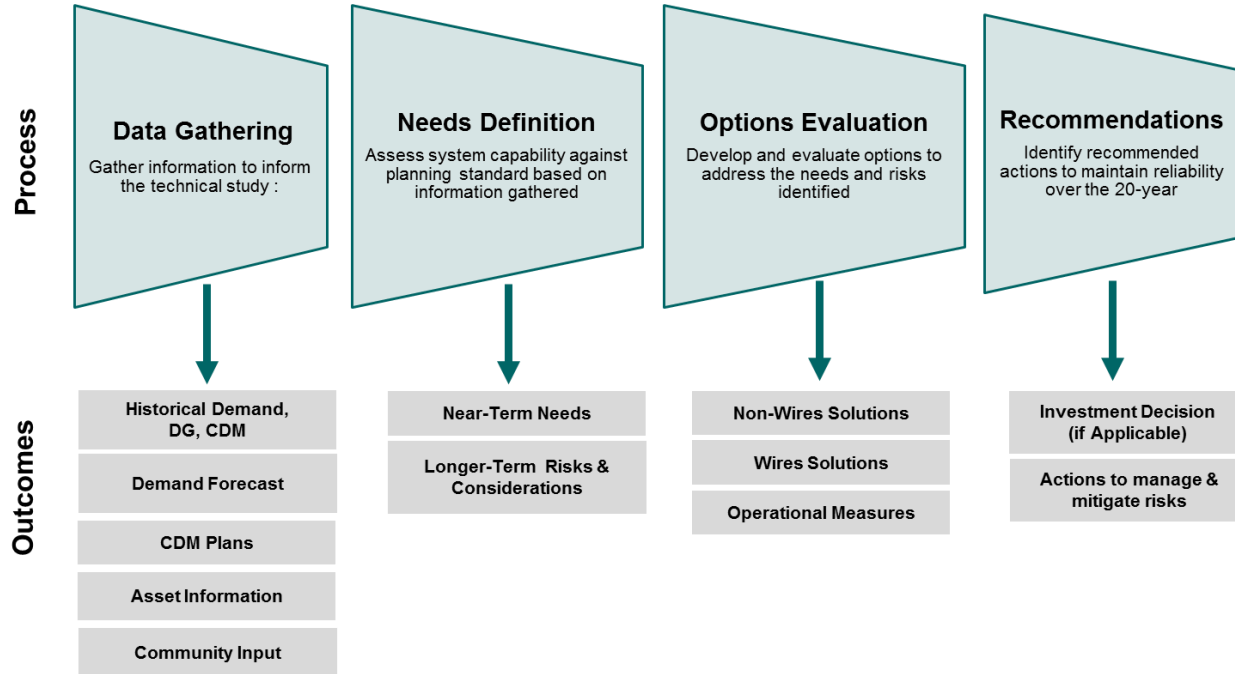 Process
Data Gathering
Gather information to inform
the technical study :
Needs Definition
Assess system capability against
planning standard based on
information gathered
Options Evaluation
Develop and evaluate options to
address the needs and risks
identified
Recommendations
Identify recommended
actions to maintain reliability
over the 20-year
Outcomes
Historical Demand,
DG, CDM
Demand Forecast
CDM Plans
Asset Information
Community Input
Near-Term Needs
Longer-Term Risks &
Considerations
Non-Wires Solutions
Wires Solutions
Operational Measures
Investment Decision
(if Applicable)
Actions to manage &
mitigate risks